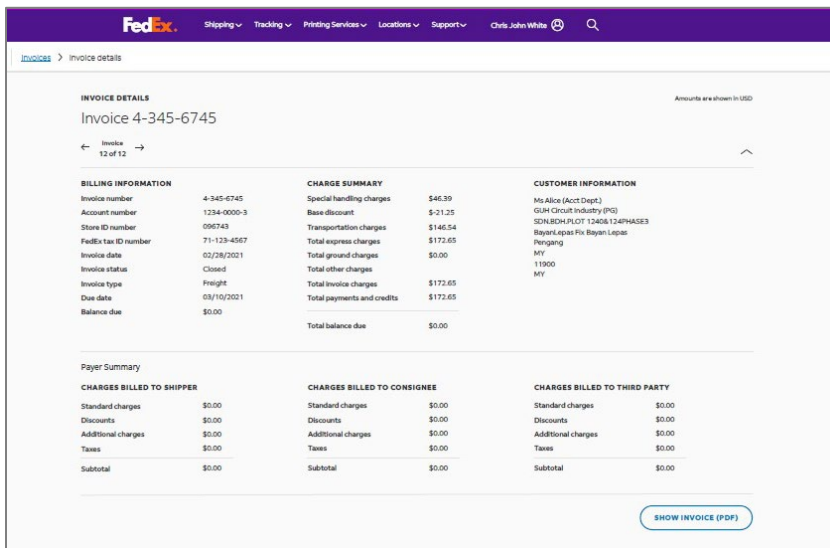 FedEx. Shipping Tracking Printing Services Locations Support Chris John White
Invoices > Invoice details
INVOICE DETAILS
Amounts are shown in USD
Invoice 4-345-6745
← Invoice →
12 of 12
BILLING INFORMATION
Invoice number 4-345-6745
Account number 1234-0000-3
Store ID number 096743
FedEx tax ID number 71-123-4567
Invoice date 02/28/2021
Invoice status Closed
Invoice type Freight
Due date 03/10/2021
Balance due $0.00
CHARGE SUMMARY
Special handling charges $46.39
Base discount $-21.25
Transportation charges $146.54
Total express charges $172.65
Total ground charges $0.00
Total other charges
Total invoice charges $172.65
Total payments and credits $172.65
Total balance due $0.00
CUSTOMER INFORMATION
Ms Alice (Acct Dept.)
GUH Circuit Industry (PG)
SDN.BDH.PLOT 1240&124PHASE3
BayanLepas Fix Bayan Lepas
Pengang
MY
11900
MY
Payer Summary
CHARGES BILLED TO SHIPPER
Standard charges $0.00
Discounts $0.00
Additional charges $0.00
Taxes $0.00
Subtotal $0.00
CHARGES BILLED TO CONSIGNEE
Standard charges $0.00
Discounts $0.00
Additional charges $0.00
Taxes $0.00
Subtotal $0.00
CHARGES BILLED TO THIRD PARTY
Standard charges $0.00
Discounts $0.00
Additional charges $0.00
Taxes $0.00
Subtotal $0.00
SHOW INVOICE (PDF)